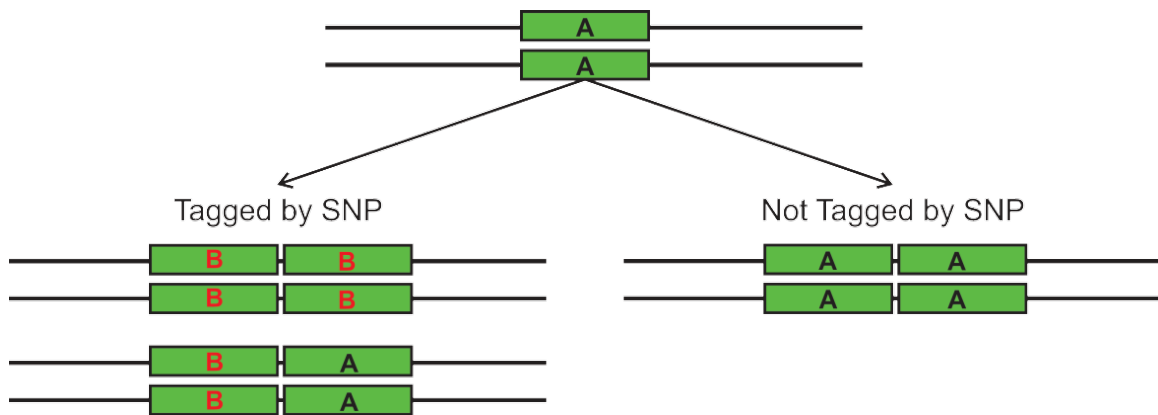 A
A
Tagged by SNP
Not Tagged by SNP
B B
A A
B B
A A
B A
B A